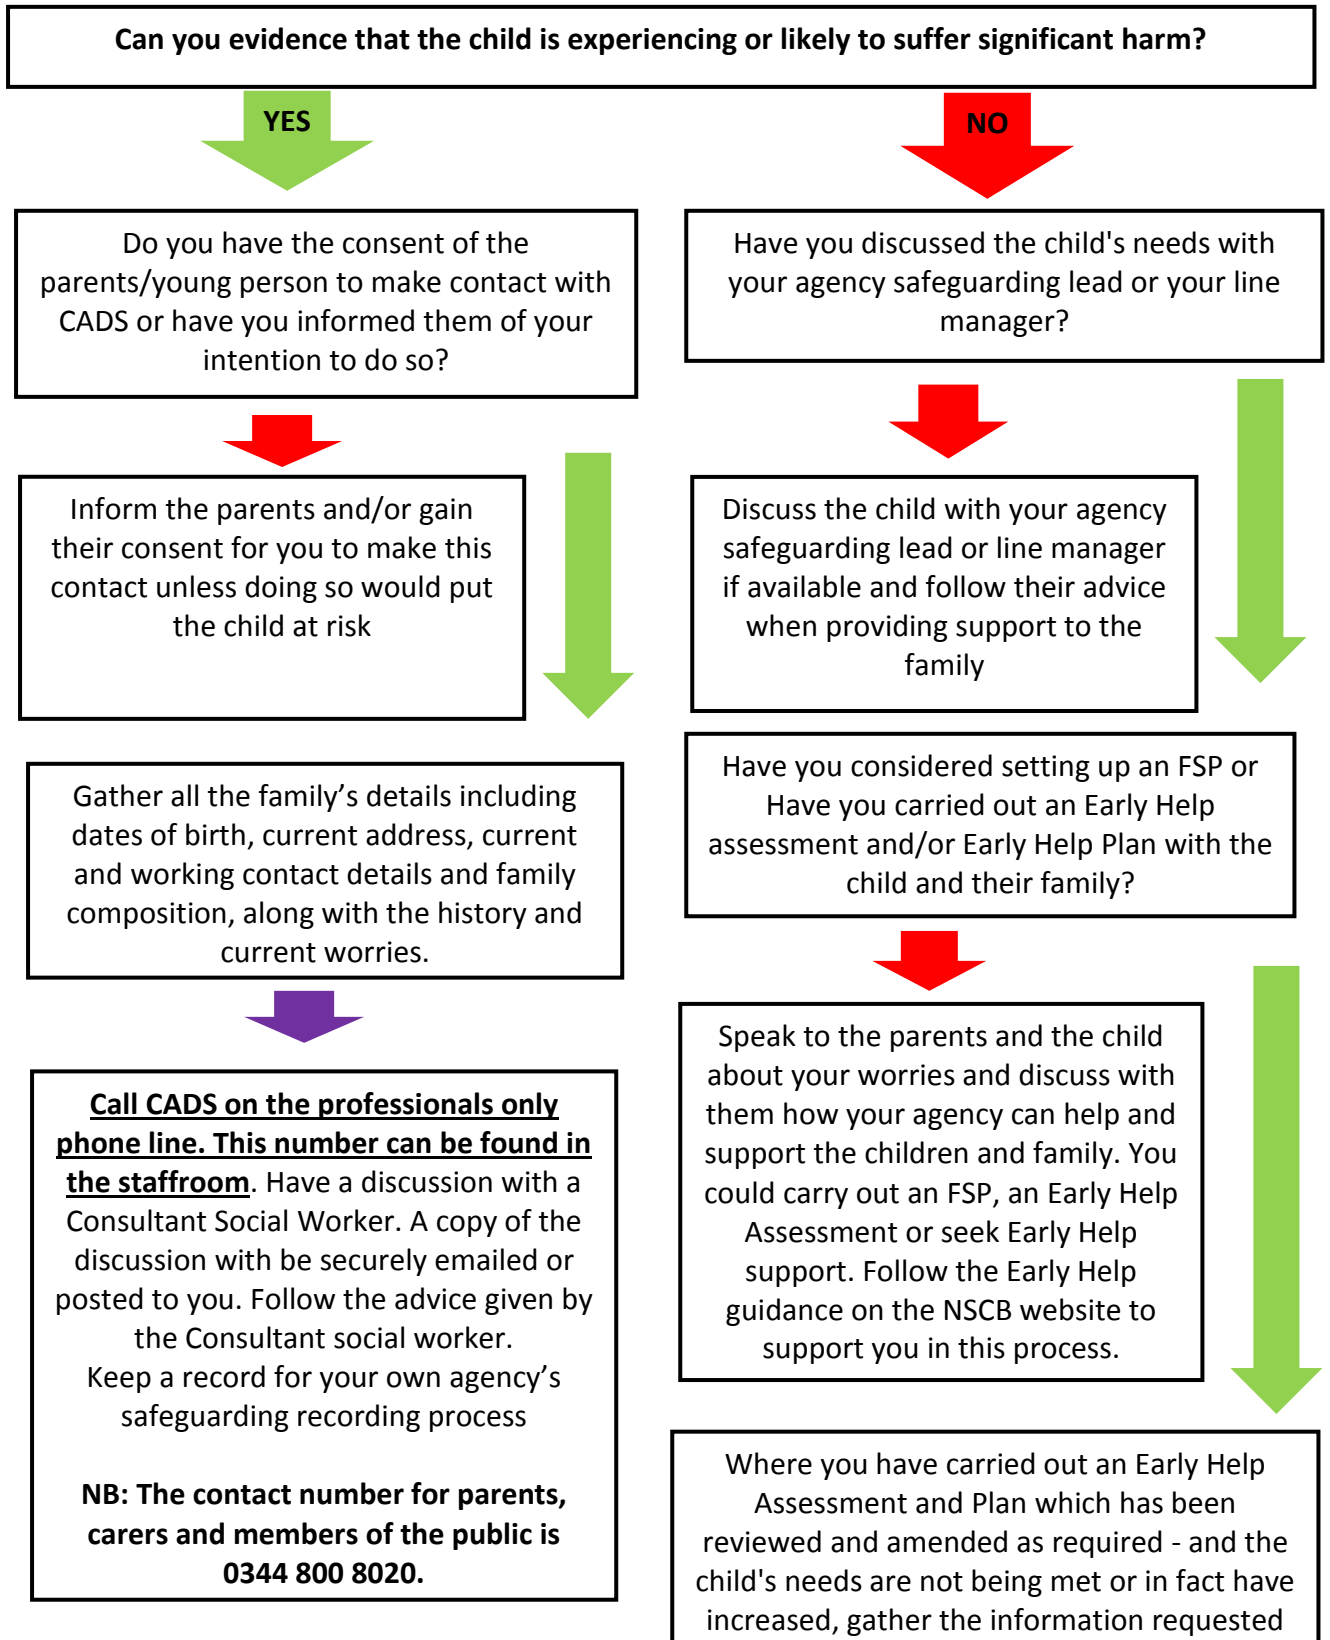 Can you evidence that the child is experiencing or likely to suffer significant harm?
YES
NO
Do you have the consent of the
parents/young person to make contact with
CADS or have you informed them of your
intention to do so?
Have you discussed the child's needs with
your agency safeguarding lead or your line
manager?
Inform the parents and/or gain
their consent for you to make this
contact unless doing so would put
the child at risk
Discuss the child with your agency
safeguarding lead or line manager
if available and follow their advice
when providing support to the
family
Gather all the family’s details including
dates of birth, current address, current
and working contact details and family
composition, along with the history and
current worries.
Have you considered setting up an FSP or
Have you carried out an Early Help
assessment and/or Early Help Plan with the
child and their family?
Call CADS on the professionals only
phone line. This number can be found in
the staffroom. Have a discussion with a
Consultant Social Worker. A copy of the
discussion with be securely emailed or
posted to you. Follow the advice given by
the Consultant social worker.
Keep a record for your own agency’s
safeguarding recording process
NB: The contact number for parents,
carers and members of the public is
0344 800 8020.
Speak to the parents and the child
about your worries and discuss with
them how your agency can help and
support the children and family. You
could carry out an FSP, an Early Help
Assessment or seek Early Help
support. Follow the Early Help
guidance on the NSCB website to
support you in this process.
Where you have carried out an Early Help
Assessment and Plan which has been
reviewed and amended as required - and the
child's needs are not being met or in fact have
increased, gather the information requested